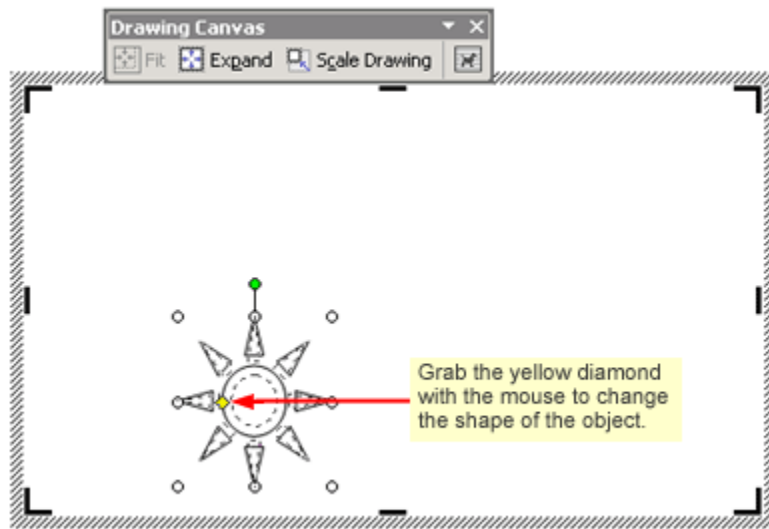 Drawing Canvas
Fit Expand Scale Drawing
Grab the yellow diamond
with the mouse to change
the shape of the object.